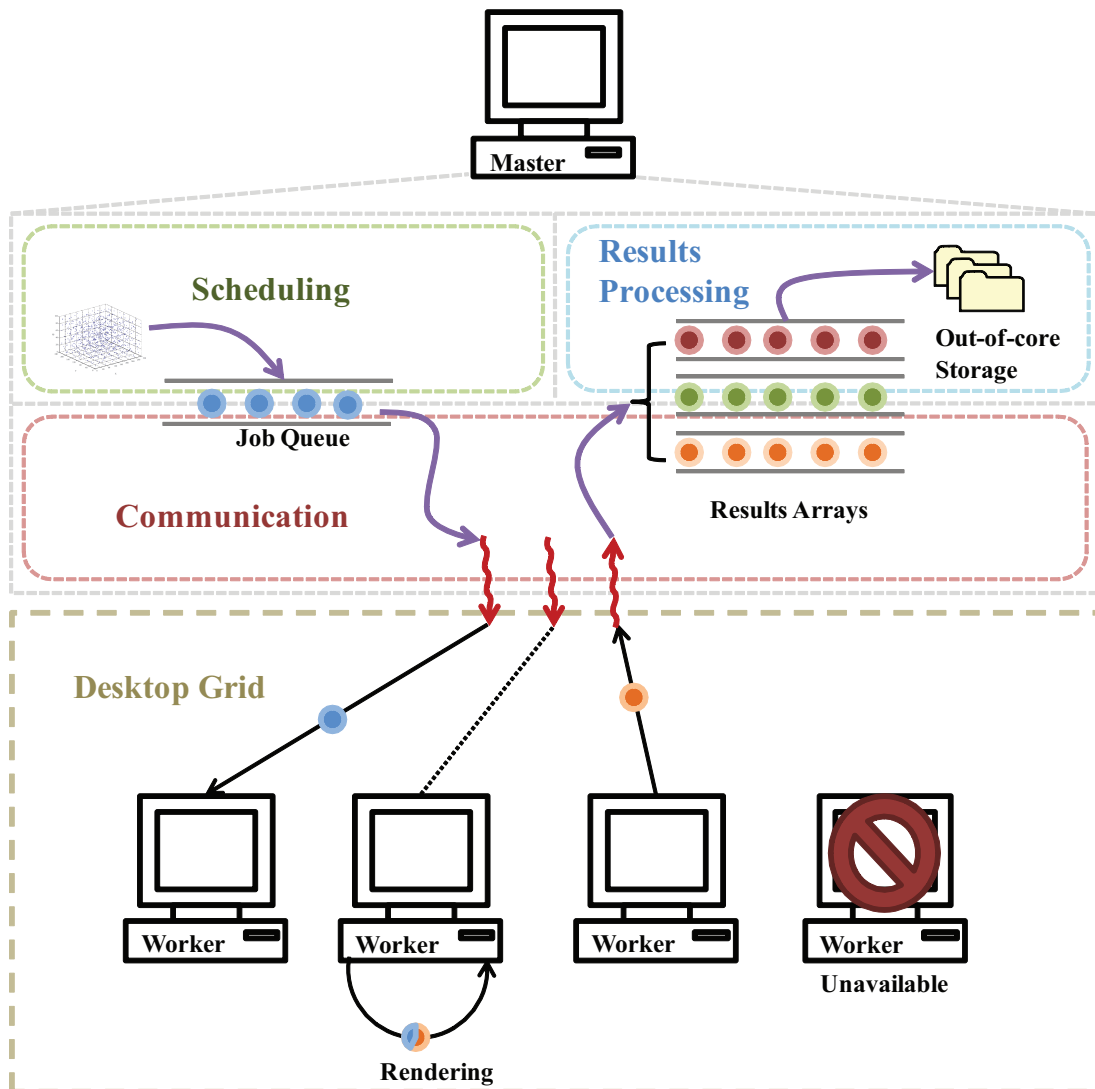 Master
Scheduling
Results
Processing
Out-of-core
Storage
Job Queue
Results Arrays
Communication
Desktop Grid
Worker
Worker
Worker
Worker
Unavailable
Rendering